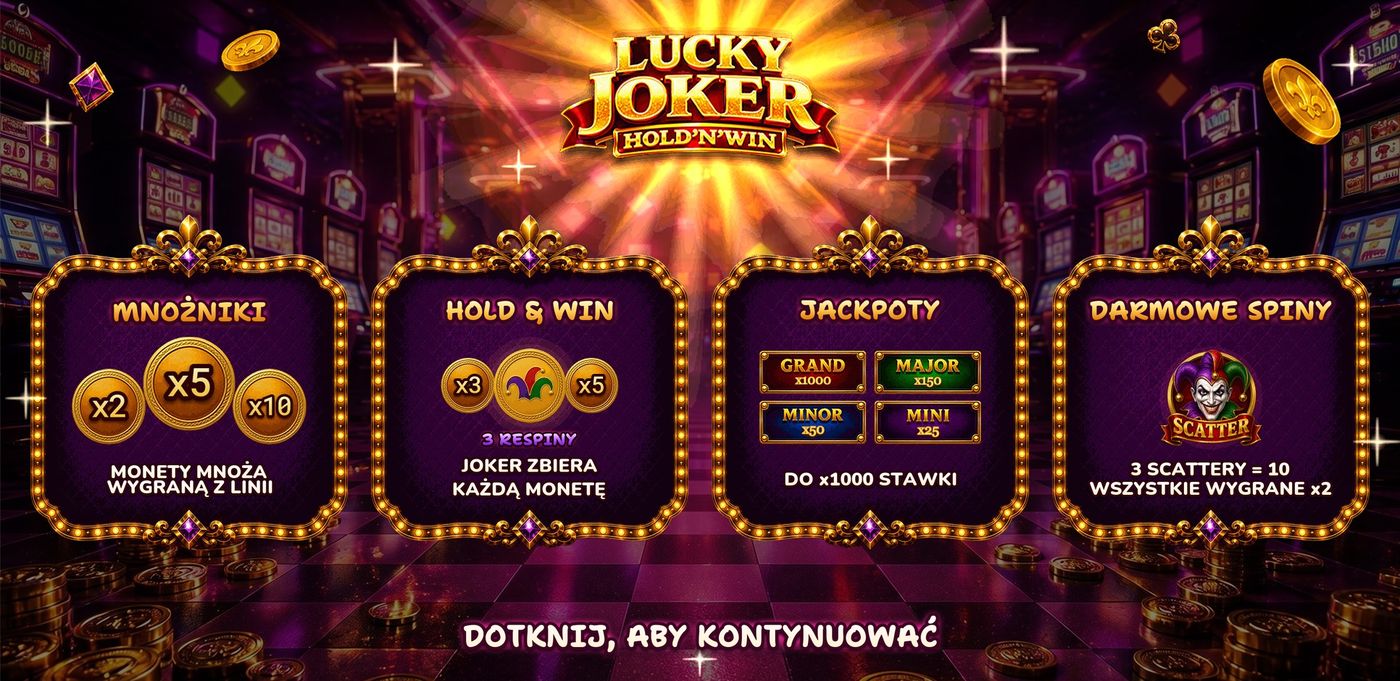 LUCKY
JOKER
HOLD'N'WIN
MNOŻNIKI
x2
x5
x10
MONETY MNOŻA
WYGRANĄ Z LINII
HOLD & WIN
x3
x5
3 RESPINY
JOKER ZBIERA
KAŻDĄ MONETĘ
JACKPOTY
GRAND
x1000
MAJOR
x150
MINOR
x50
MINI
x25
DO x1000 STAWKI
DARMOWE SPINY
SCATTER
3 SCATTERY = 10
WSZYSTKIE WYGRANE x2
DOTKNIJ, ABY KONTYNUOWAĆ